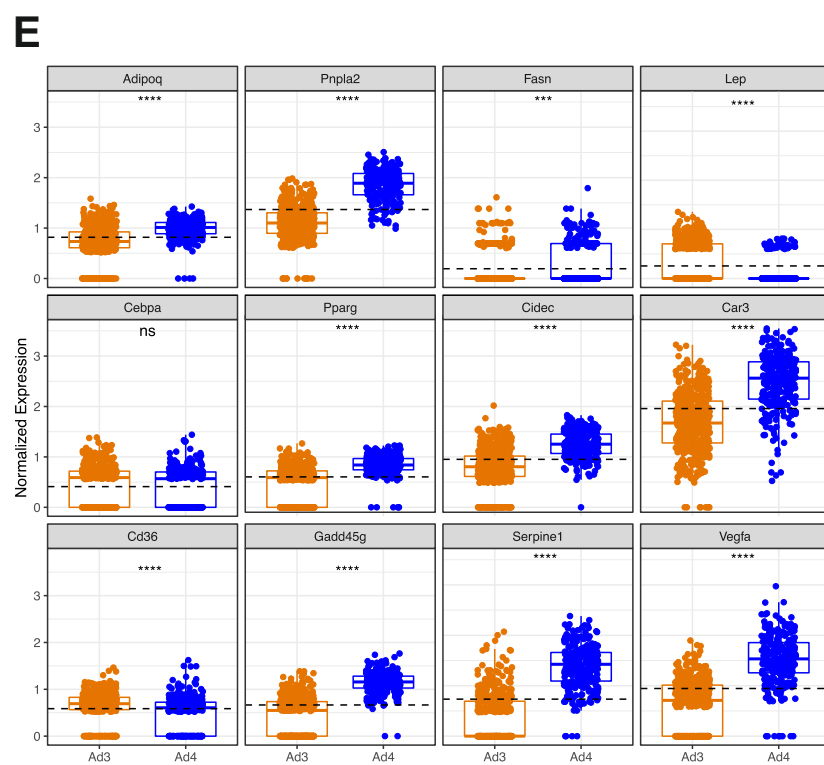 E
Adipoq Pnpla2 Fasn Lep
**** **** *** ****
3
2
1
0
Cebpa Pparg Cidec Car3
ns **** **** ****
3
2
1
0
Normalized Expression
Cd36 Gadd45g Serpine1 Vegfa
**** **** **** ****
3
2
1
0
Ad3 Ad4 Ad3 Ad4 Ad3 Ad4 Ad3 Ad4